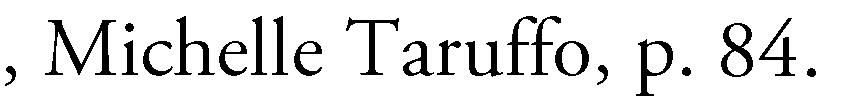 , Michelle Taruffo, p. 84.